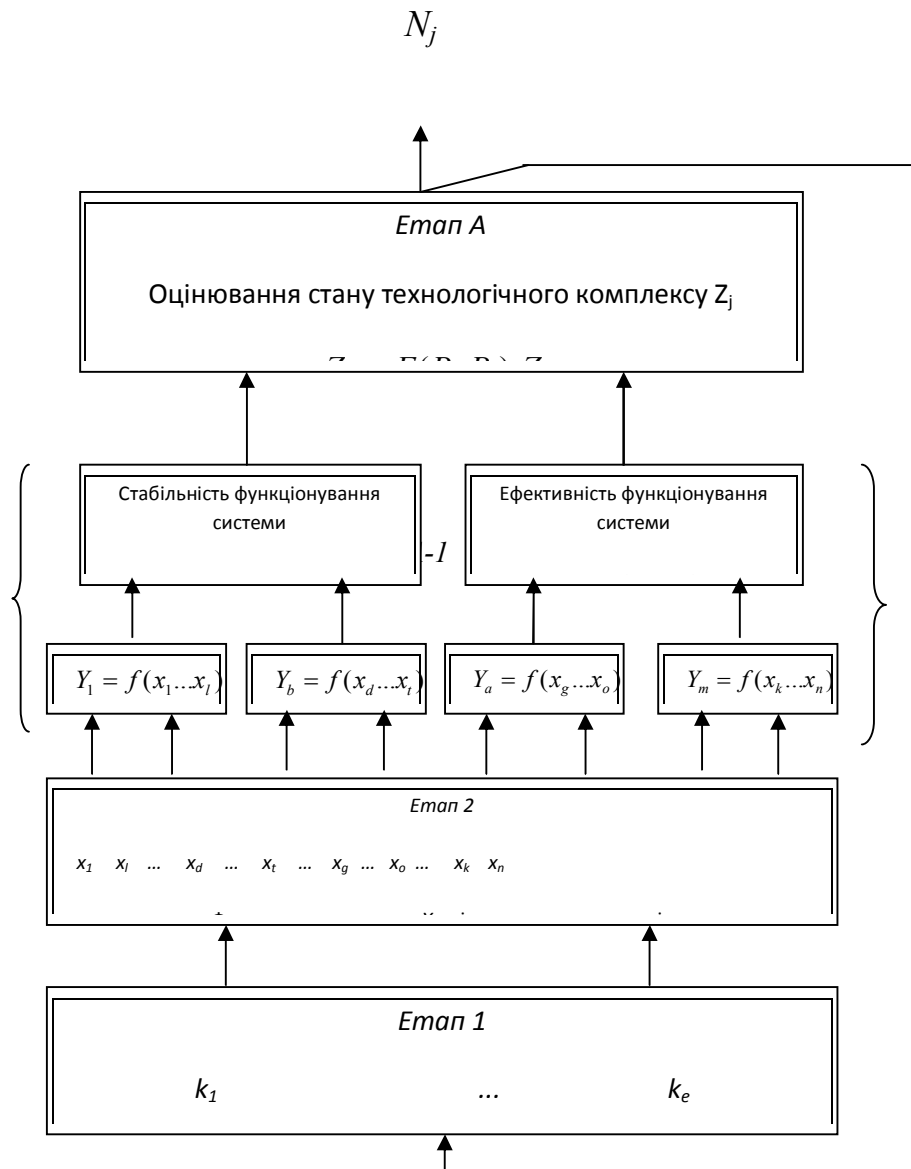 N_j
Етап А
Оцінювання стану технологічного комплексу Z_j
Стабільність функціонування
системи
Ефективність функціонування
системи
-1
Y_1 = f(x_1...x_l)
Y_b = f(x_d...x_t)
Y_a = f(x_g...x_o)
Y_m = f(x_k...x_n)
Етап 2
x_1 x_l ... x_d ... x_t ... x_g ... x_o ... x_k x_n
Етап 1
k_1 ... k_e